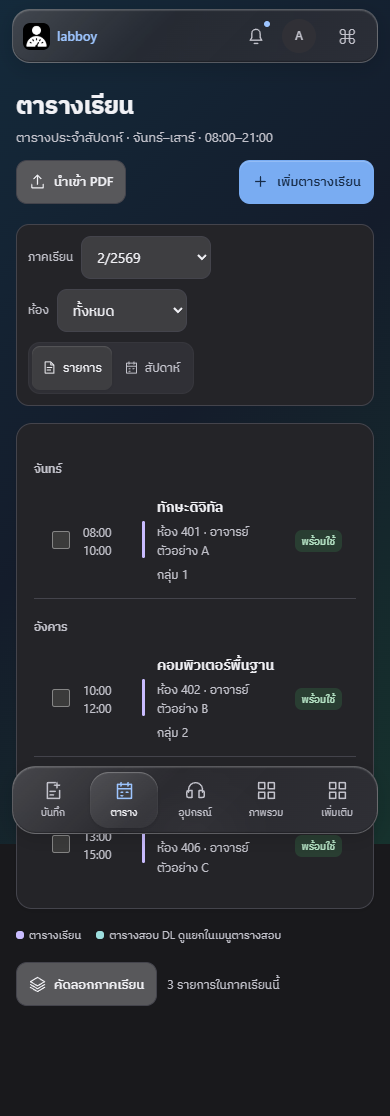 labboy
A
ตารางเรียน
ตารางประจำสัปดาห์ · จันทร์–เสาร์ · 08:00–21:00
นำเข้า PDF
เพิ่มตารางเรียน
ภาคเรียน 2/2569
ห้อง ทั้งหมด
รายการ สัปดาห์
จันทร์
08:00
10:00
ทักษะดิจิทัล
ห้อง 401 · อาจารย์
ตัวอย่าง A
กลุ่ม 1
พร้อมใช้
อังคาร
10:00
12:00
คอมพิวเตอร์พื้นฐาน
ห้อง 402 · อาจารย์
ตัวอย่าง B
กลุ่ม 2
พร้อมใช้
บันทึก
ตาราง
อุปกรณ์
ภาพรวม
เพิ่มเติม
13:00
15:00
ห้อง 406 · อาจารย์
ตัวอย่าง C
พร้อมใช้
ตารางเรียน ตารางสอบ DL ดูแยกในเมนูตารางสอบ
คัดลอกภาคเรียน 3 รายการในภาคเรียนนี้